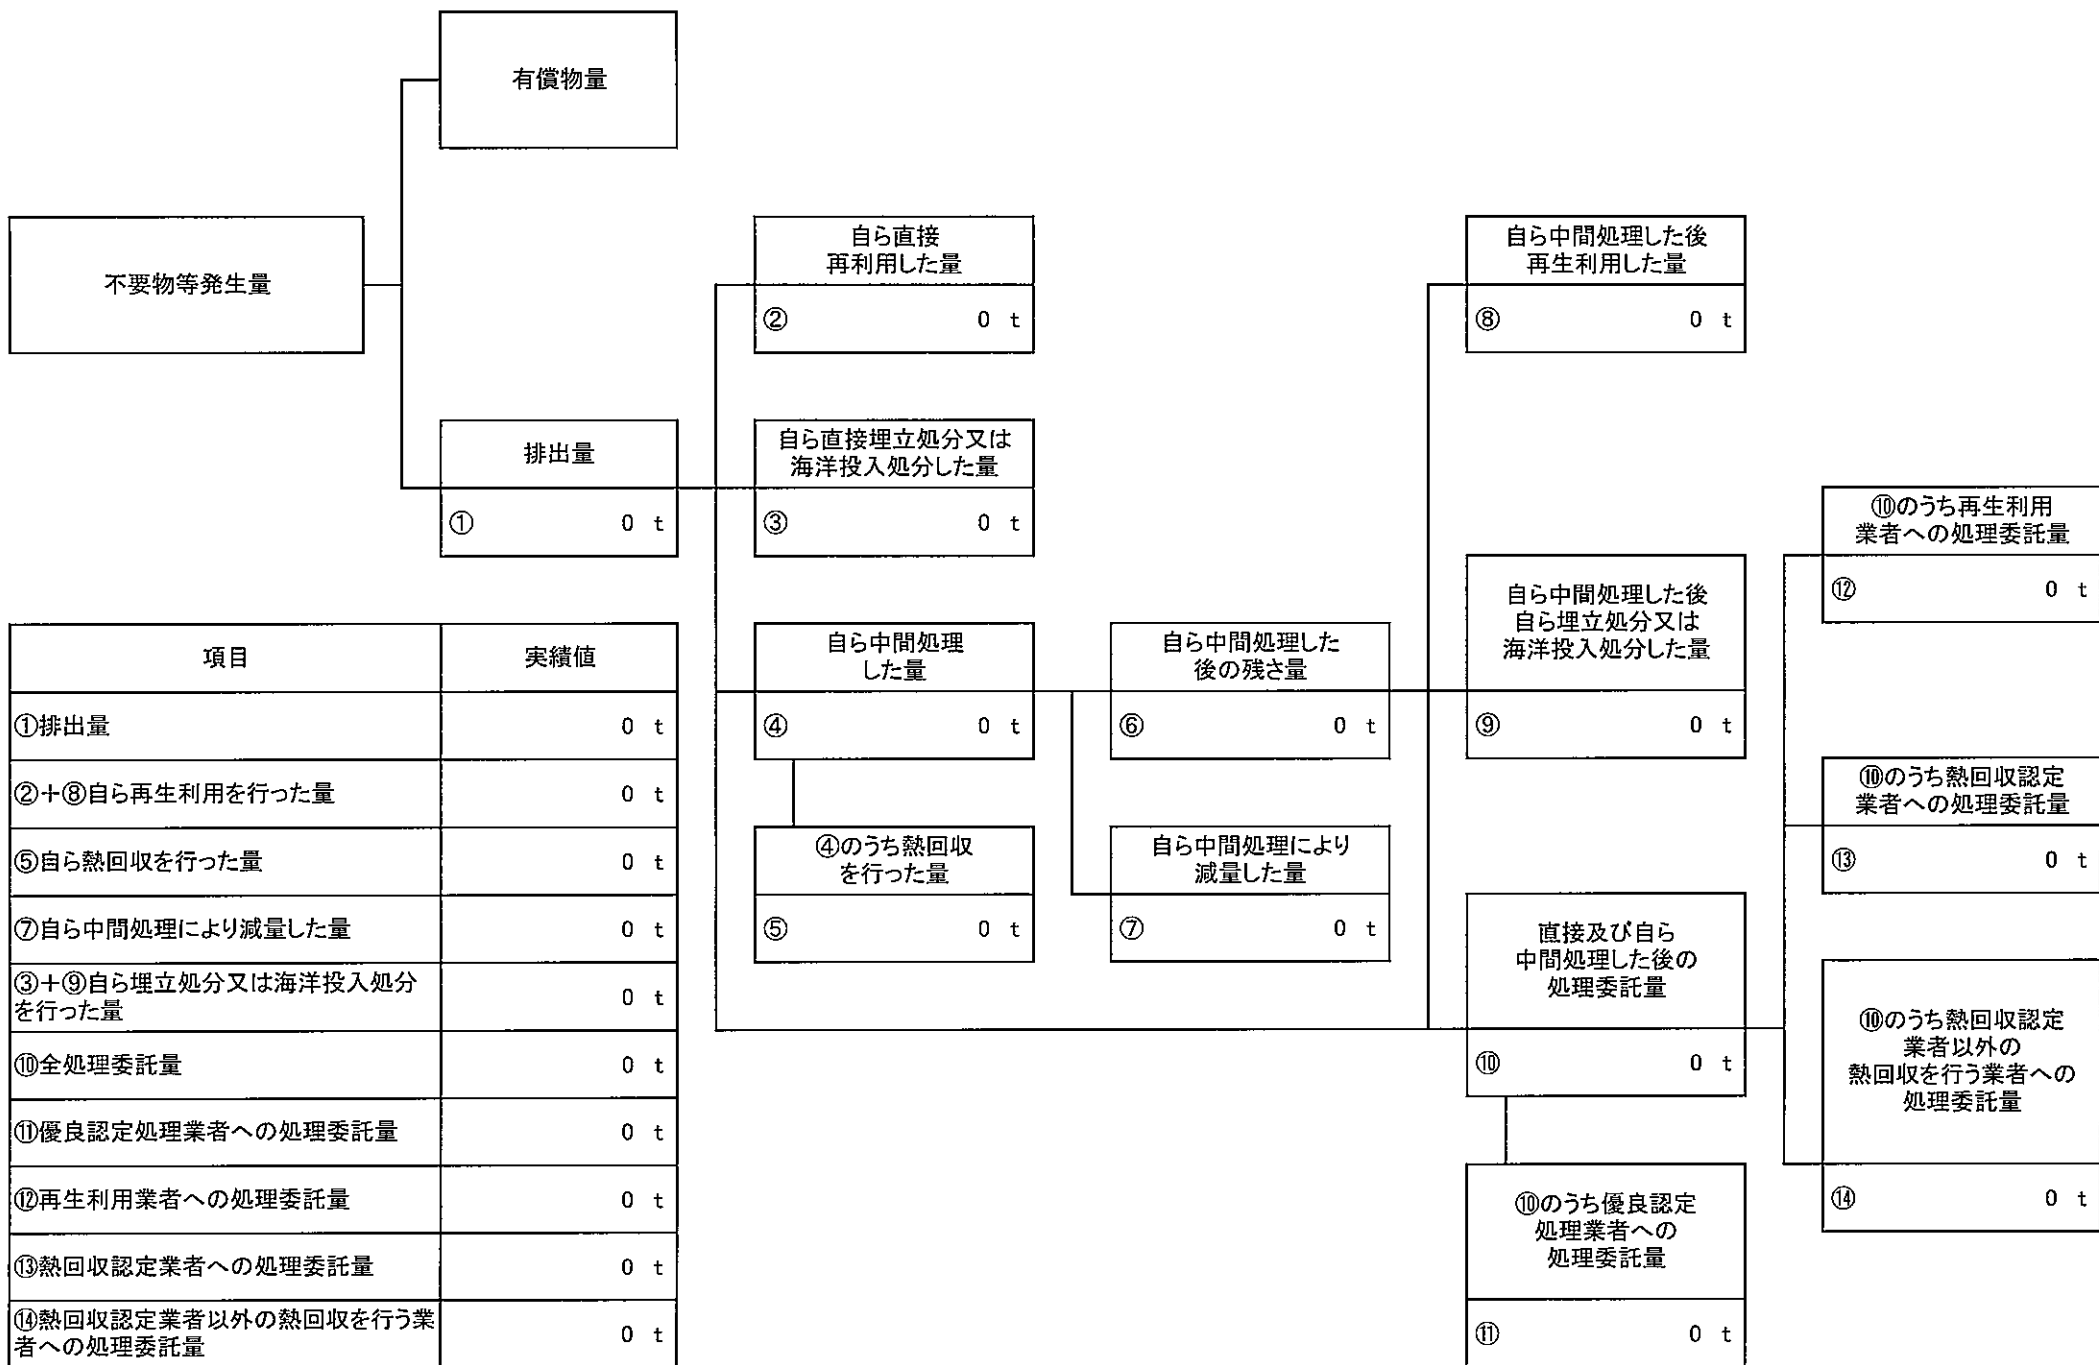 有償物量
不要物等発生量
自ら直接
再利用した量
② 0 t
自ら中間処理した後
再生利用した量
⑧ 0 t
排出量
① 0 t
自ら直接埋立処分又は
海洋投入処分した量
③ 0 t
⑩のうち再生利用
業者への処理委託量
⑫ 0 t
自ら中間処理
した量
④ 0 t
自ら中間処理した
後の残さ量
⑥ 0 t
自ら中間処理した後
自ら埋立処分又は
海洋投入処分した量
⑨ 0 t
⑩のうち熱回収認定
業者への処理委託量
⑬ 0 t
④のうち熱回収
を行った量
⑤ 0 t
自ら中間処理により
減量した量
⑦ 0 t
直接及び自ら
中間処理した後の
処理委託量
⑩ 0 t
⑩のうち熱回収認定
業者以外の
熱回収を行う業者への
処理委託量
⑭ 0 t
⑩のうち優良認定
処理業者への
処理委託量
⑪ 0 t
項目 実績値
①排出量 0 t
②+⑧自ら再生利用を行った量 0 t
⑤自ら熱回収を行った量 0 t
⑦自ら中間処理により減量した量 0 t
③+⑨自ら埋立処分又は海洋投入処分
を行った量 0 t
⑩全処理委託量 0 t
⑪優良認定処理業者への処理委託量 0 t
⑫再生利用業者への処理委託量 0 t
⑬熱回収認定業者への処理委託量 0 t
⑭熱回収認定業者以外の熱回収を行う業
者への処理委託量 0 t